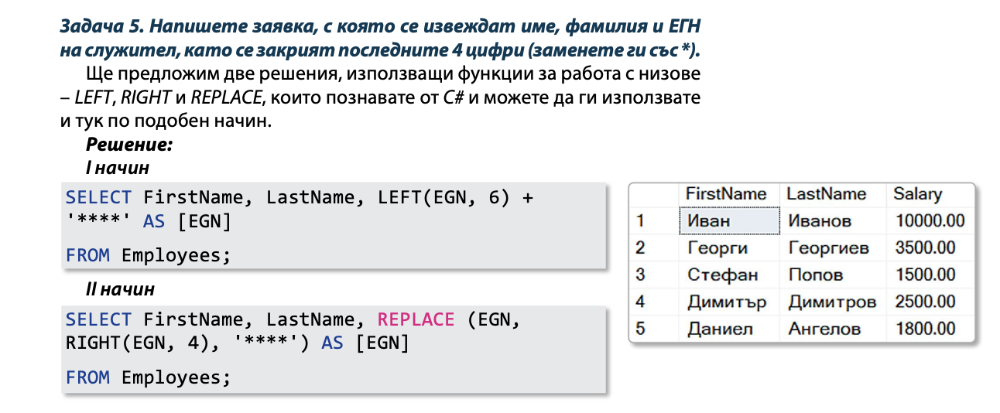 Задача 5. Напишете заявка, с която се извеждат име, фамилия и ЕГН
на служител, като се закрият последните 4 цифри (заменете ги със *).
Ще предложим две решения, използващи функции за работа с низове
– LEFT, RIGHT и REPLACE, които познавате от C# и можете да ги използвате
и тук по подобен начин.
Решение:
I начин
SELECT FirstName, LastName, LEFT(EGN, 6) +
'****' AS [EGN]
FROM Employees;
II начин
SELECT FirstName, LastName, REPLACE (EGN,
RIGHT(EGN, 4), '****') AS [EGN]
FROM Employees;
FirstName LastName Salary
1 Иван Иванов 10000.00
2 Георги Георгиев 3500.00
3 Стефан Попов 1500.00
4 Димитър Димитров 2500.00
5 Даниел Ангелов 1800.00